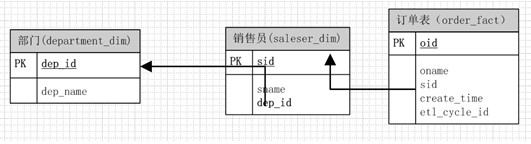 部门(department_dim)
PK dep_id
dep_name
销售员(saleser_dim)
PK sid
sname
dep_id
订单表（order_fact）
PK oid
oname
sid
create_time
etl_cycle_id